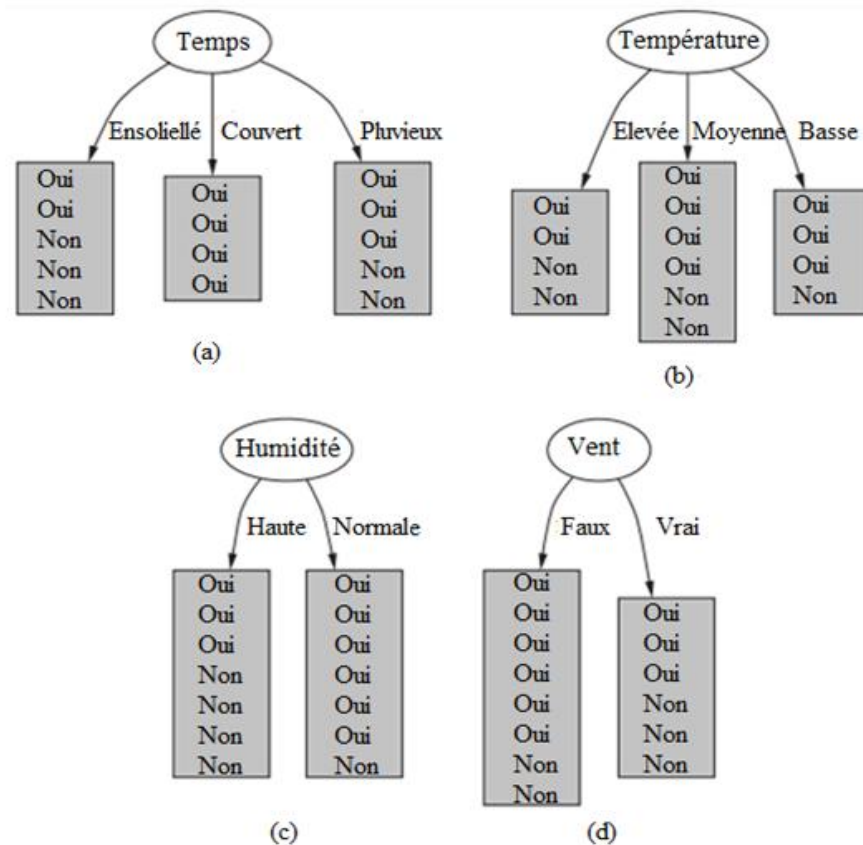 Temps
Ensoliellé Couvert Pluvieux
Oui
Oui
Non
Non
Non
Oui
Oui
Oui
Oui
Oui
Oui
Oui
Non
Non
(a)
Température
Elevée Moyenne Basse
Oui
Oui
Non
Non
Oui
Oui
Oui
Oui
Non
Non
Oui
Oui
Oui
Non
(b)
Humidité
Haute Normale
Oui
Oui
Oui
Non
Non
Non
Non
Oui
Oui
Oui
Oui
Oui
Oui
Non
(c)
Vent
Faux Vrai
Oui
Oui
Oui
Oui
Oui
Oui
Non
Non
Oui
Oui
Oui
Non
Non
Non
(d)